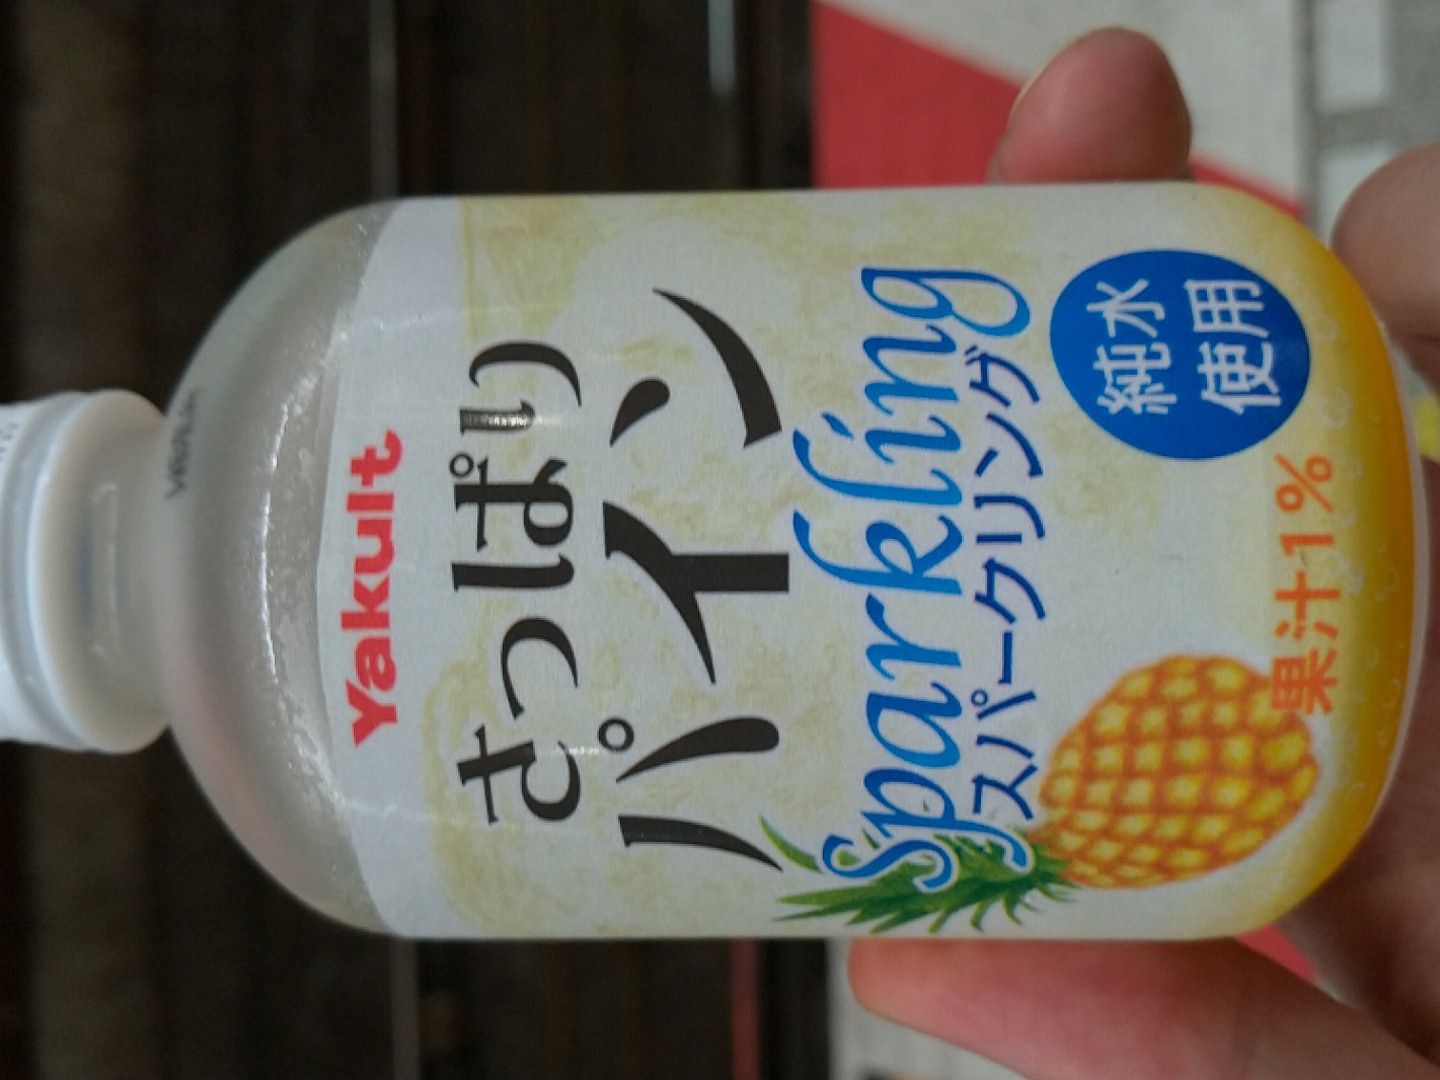 Yakult
さっぱり
パイン
Sparkling
スパークリング
純水
使用
果汁1%